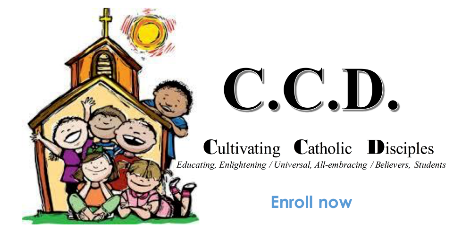 C.C.D.
Cultivating Catholic Disciples
Educating, Enlightening / Universal, All-embracing / Believers, Students
Enroll now